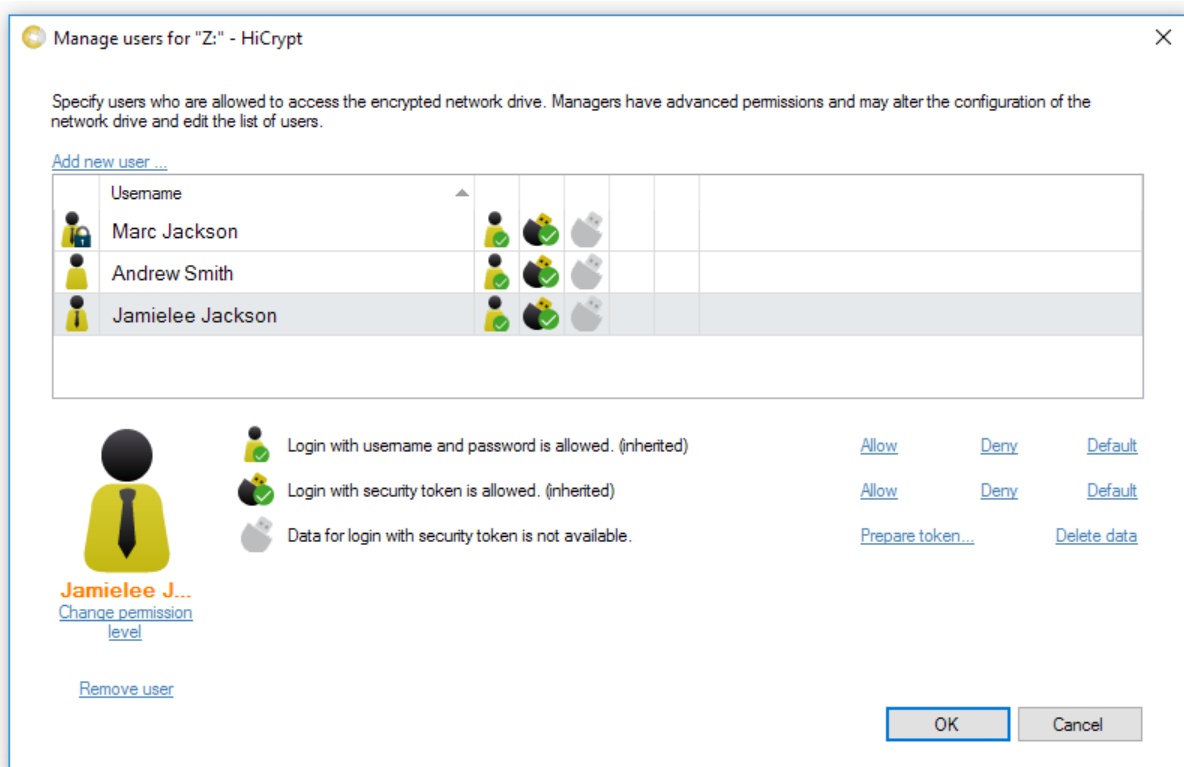 Manage users for "Z:" - HiCrypt
Specify users who are allowed to access the encrypted network drive. Managers have advanced permissions and may alter the configuration of the
network drive and edit the list of users.
Add new user ...
Username
Marc Jackson
Andrew Smith
Jamielee Jackson
Login with username and password is allowed. (inherited) Allow Deny Default
Login with security token is allowed. (inherited) Allow Deny Default
Data for login with security token is not available. Prepare token... Delete data
Jamielee J...
Change permission
level
Remove user
OK Cancel